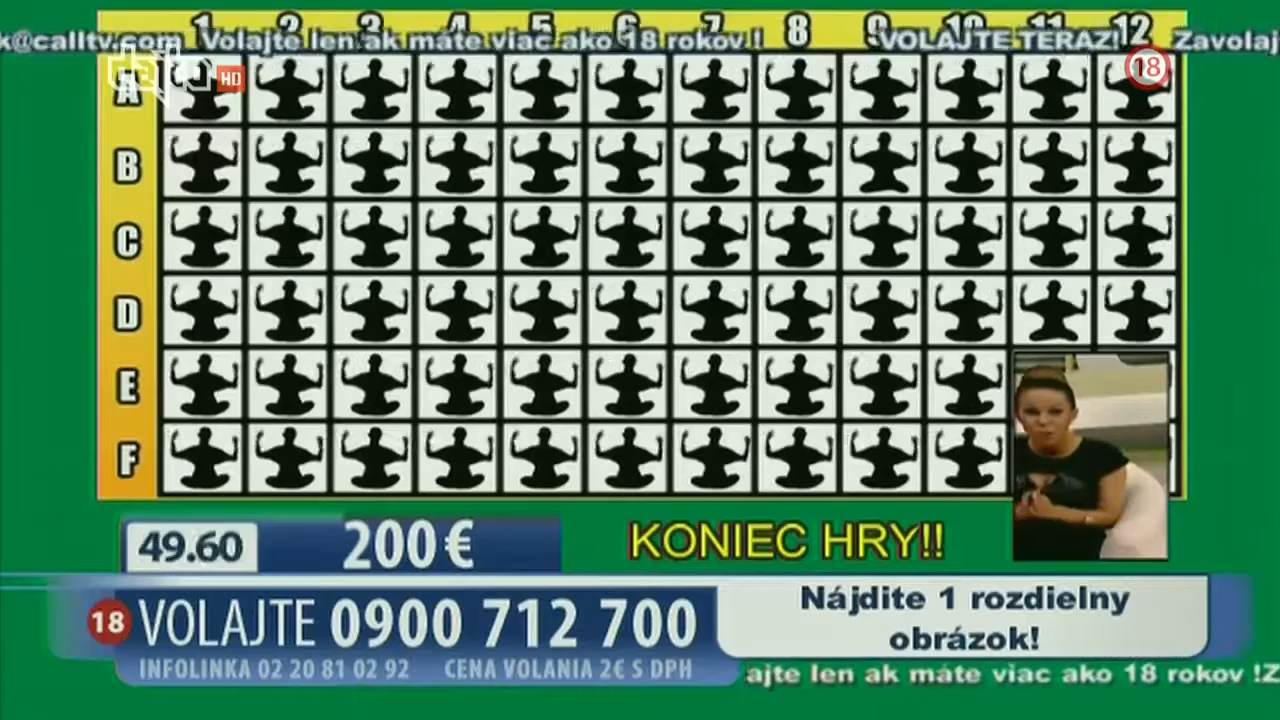 k@calltv.com Volajte len ak máte viac ako 18 rokov ! VOLAJTE TERAZ! Zavolaj
1 2 3 4 5 6 7 8 9 10 11 12
HD
18
A
B
C
D
E
F
49.60 200 €
KONIEC HRY!!
18 VOLAJTE 0900 712 700
Nájdite 1 rozdielny
obrázok!
INFOLINKA 02 20 81 02 92 CENA VOLANIA 2€ S DPH
ajte len ak máte viac ako 18 rokov !Z